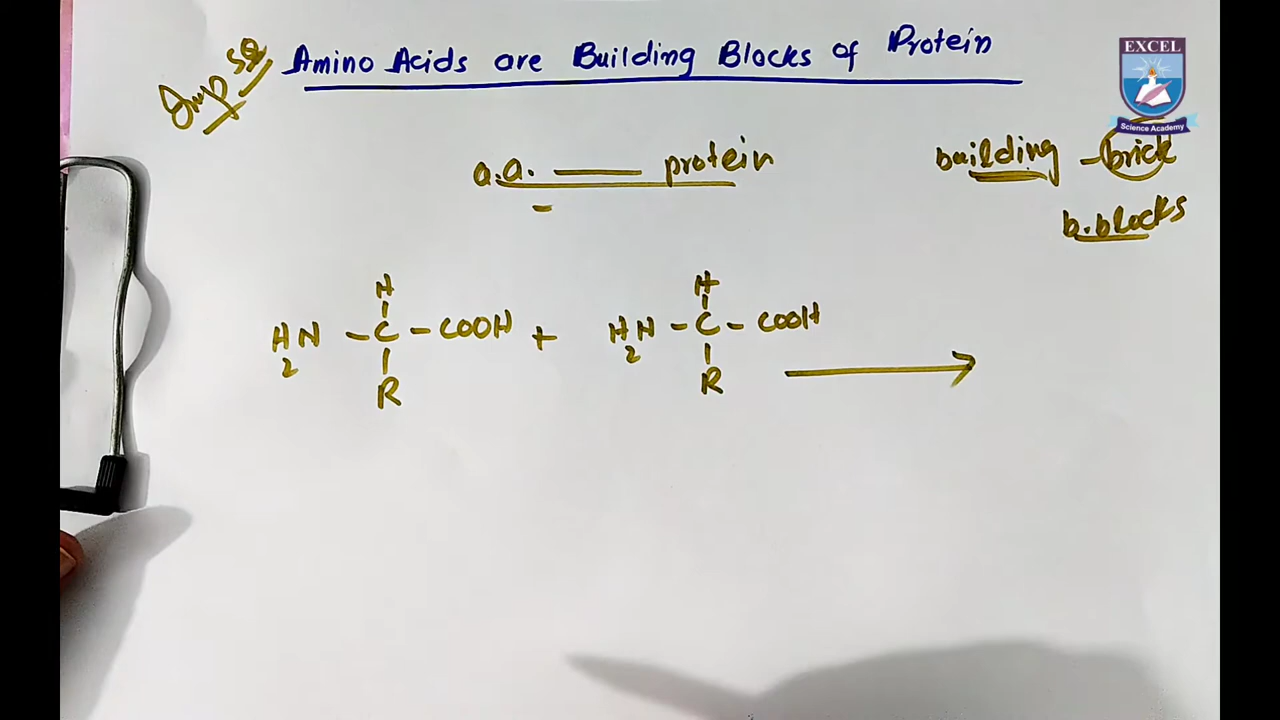 Imp SQ
Amino Acids are Building Blocks of Protein
EXCEL
Science Academy
a.a. — protein
building - brick
b.blocks
H H
H2N - C - COOH + H2N - C - COOH →
R R